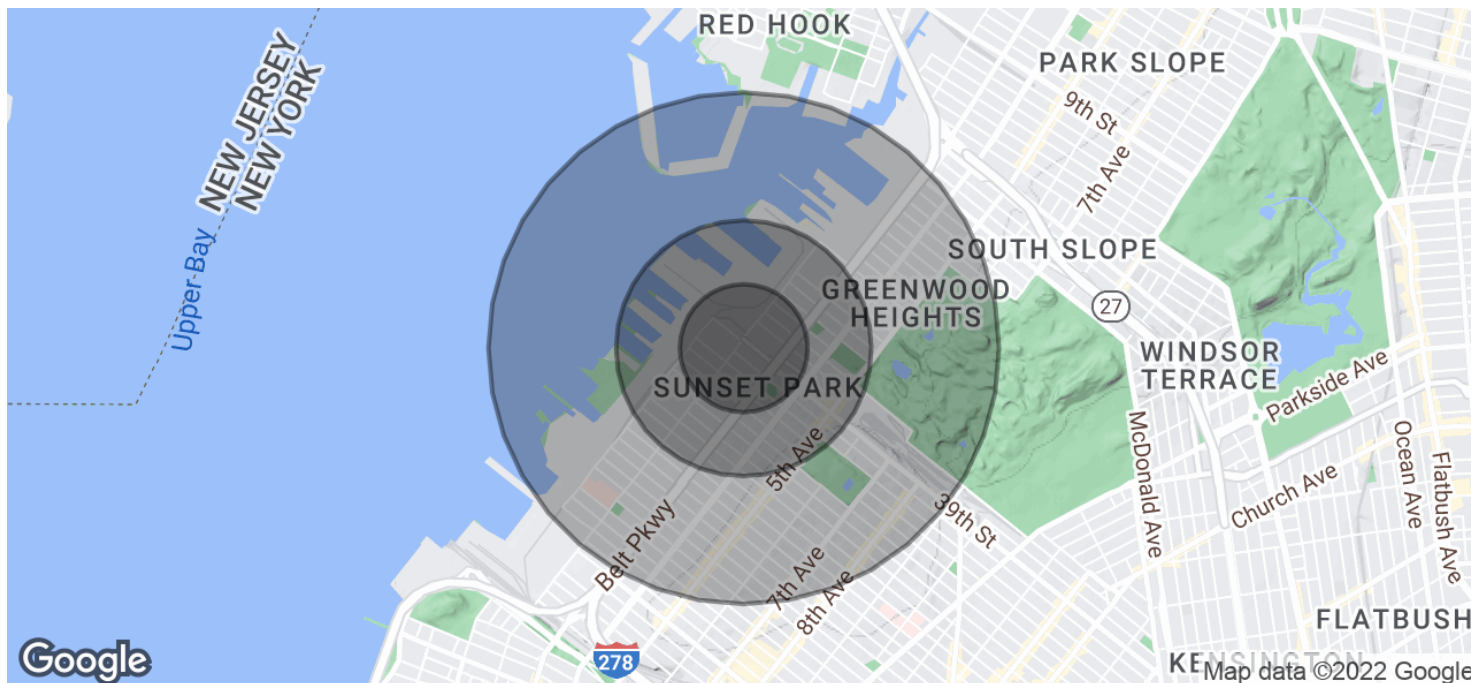 RED HOOK
PARK SLOPE
9th St
NEW JERSEY
NEW YORK
7th Ave
Upper Bay
SOUTH SLOPE
GREENWOOD
HEIGHTS
27
WINDSOR
TERRACE
Parkside Ave
SUNSET PARK
5th Ave
McDonald Ave
Ocean Ave
Flatbush Ave
Church Ave
39th St
Belt Pkwy
7th Ave
8th Ave
FLATBUSH
278
KENSINGTON
Google
Map data ©2022 Google